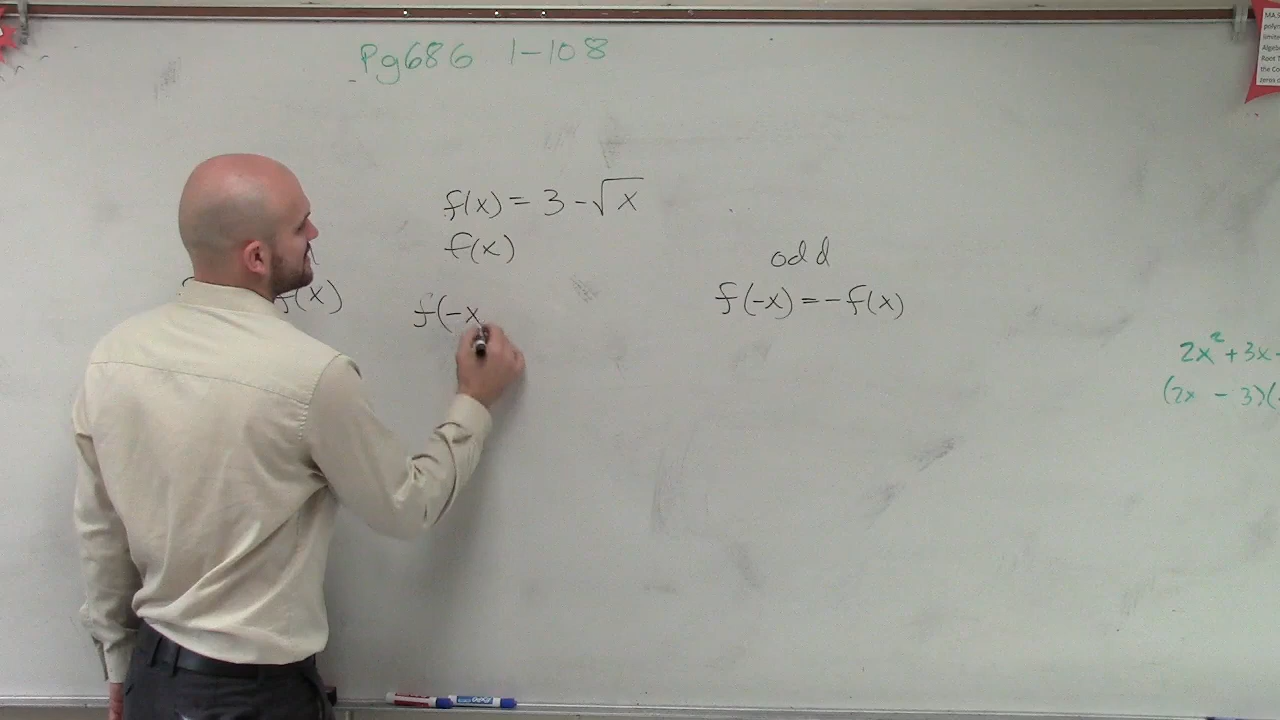 Pg686 1-108
f(x) = 3 - √x
f(x)
odd
f(x)
f(-x
f(-x) = -f(x)
2x² + 3x
(2x - 3)(